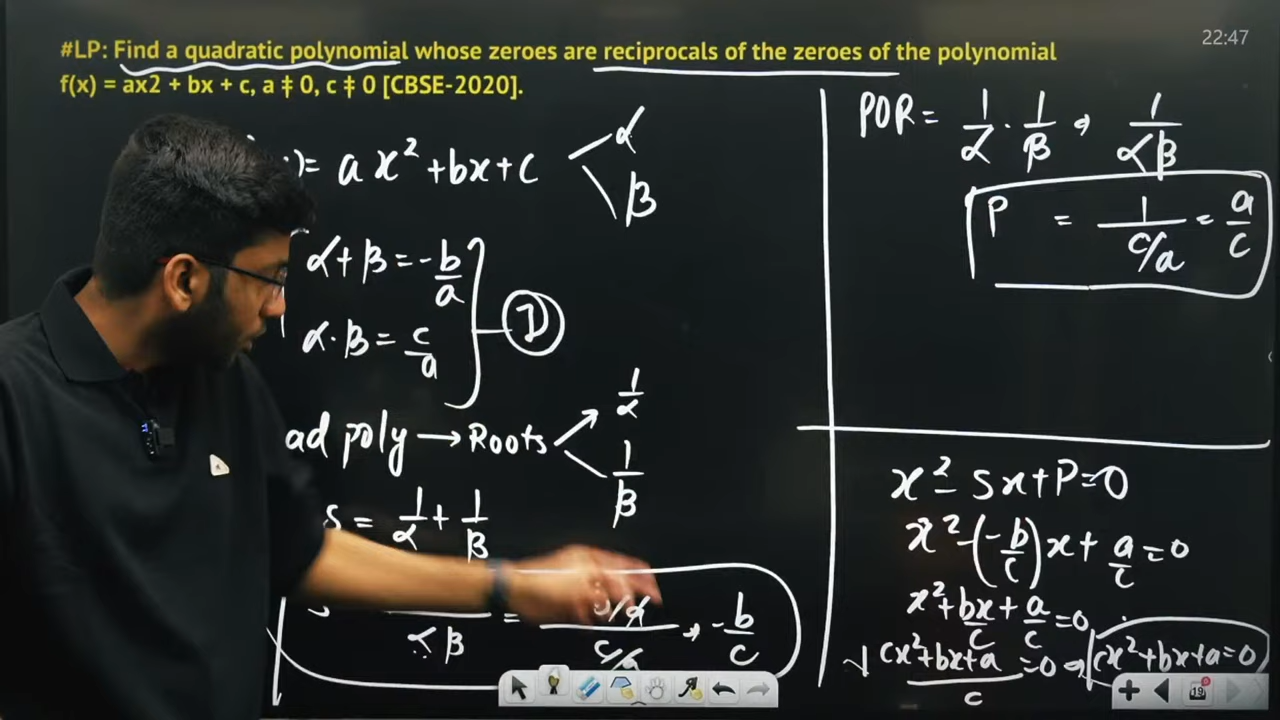 22:47
#LP: Find a quadratic polynomial whose zeroes are reciprocals of the zeroes of the polynomial
f(x) = ax2 + bx + c, a ‡ 0, c ‡ 0 [CBSE-2020].
)= ax² + bx + c < α
β
α + β = -b/a
α · β = c/a } — ①
ad poly → Roots < 1/α
1/β
S = 1/α + 1/β
αβ = c/a → -b/c
POR = 1/α · 1/β → 1/αβ
P = 1/(c/a) = a/c
x² - Sx + P = 0
x² - (-b/c)x + a/c = 0
x² + bx/c + a/c = 0
(cx² + bx + a)/c = 0 → cx² + bx + a = 0
19